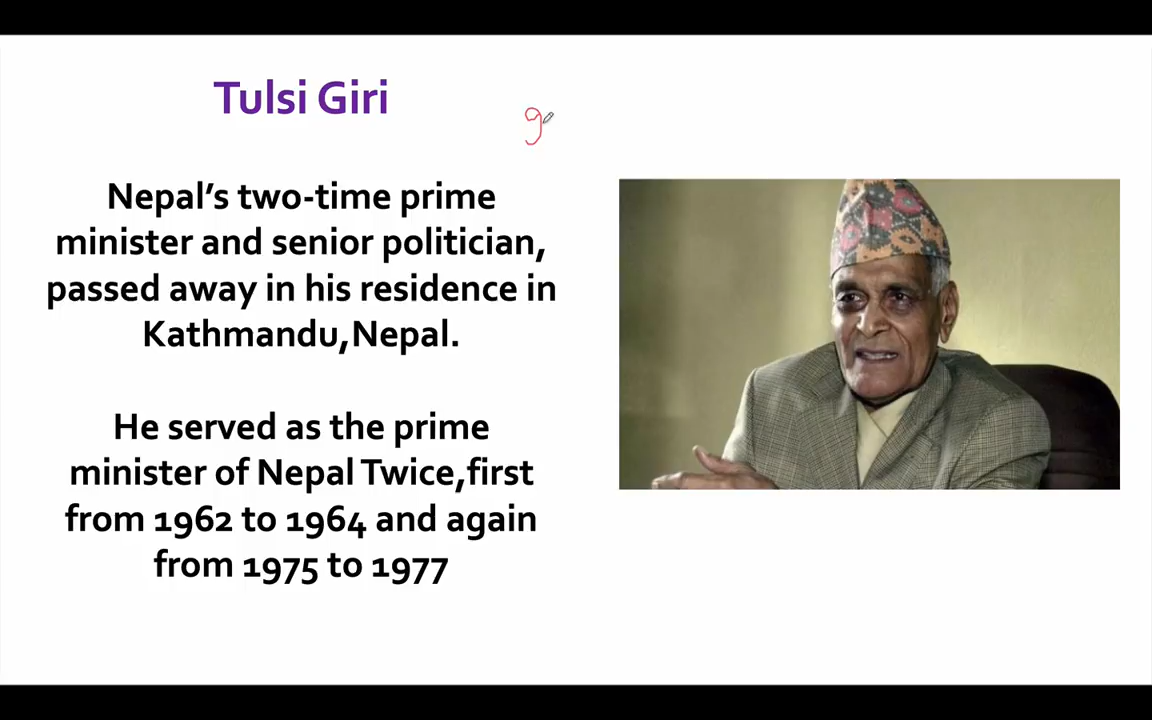 Tulsi Giri
9
Nepal’s two-time prime
minister and senior politician,
passed away in his residence in
Kathmandu,Nepal.
He served as the prime
minister of Nepal Twice,first
from 1962 to 1964 and again
from 1975 to 1977